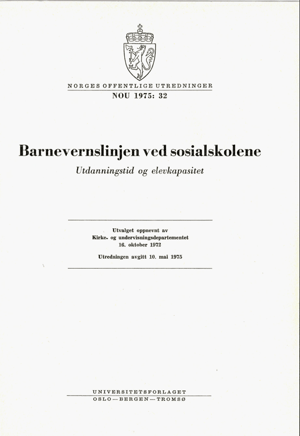 NORGES OFFENTLIGE UTREDNINGER
NOU 1975: 32
Barnevernslinjen ved sosialskolene
Utdanningstid og elevkapasitet
Utvalget oppnevnt av
Kirke- og undervisningsdepartementet
16. oktober 1972
Utredningen avgitt 10. mai 1975
UNIVERSITETSFORLAGET
OSLO — BERGEN — TROMSØ